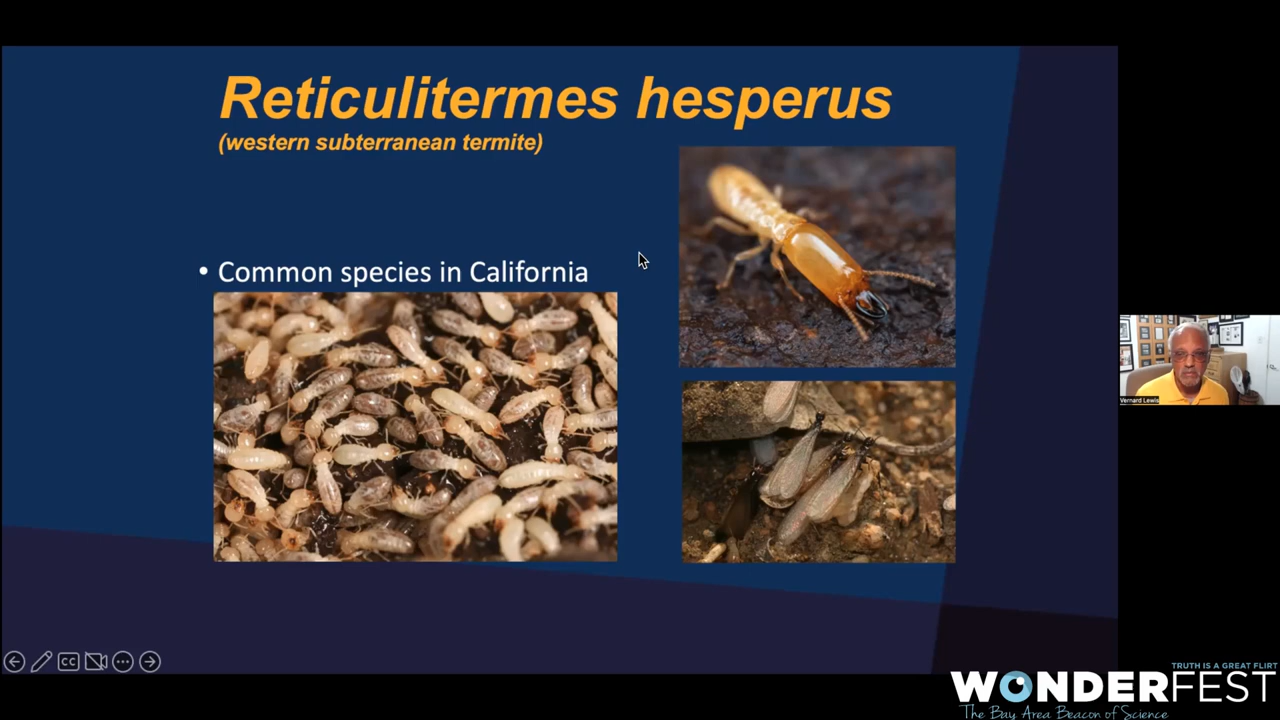 Reticulitermes hesperus
(western subterranean termite)
• Common species in California
Vernard Lewis
CC
TRUTH IS A GREAT FLIRT
WONDERFEST
The Bay Area Beacon of Science